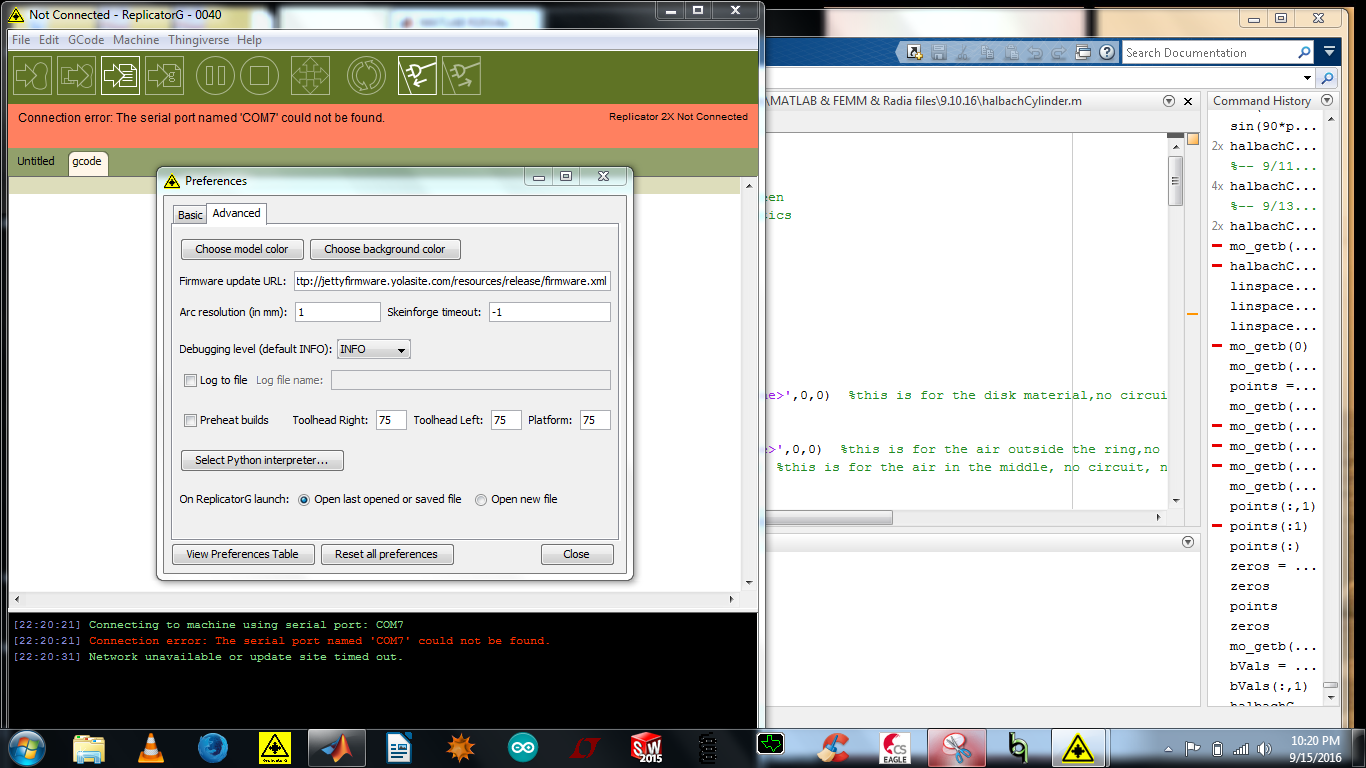 Not Connected - ReplicatorG - 0040
File Edit GCode Machine Thingiverse Help
Connection error: The serial port named 'COM7' could not be found.
Replicator 2X Not Connected
Untitled
gcode
Preferences
Basic
Advanced
Choose model color
Choose background color
Firmware update URL:
ttp://jettyfirmware.yolasite.com/resources/release/firmware.xml
Arc resolution (in mm): 1
Skeinforge timeout: -1
Debugging level (default INFO): INFO
Log to file
Log file name:
Preheat builds
Toolhead Right: 75
Toolhead Left: 75
Platform: 75
Select Python interpreter...
On ReplicatorG launch:
Open last opened or saved file
Open new file
View Preferences Table
Reset all preferences
Close
[22:20:21] Connecting to machine using serial port: COM7
[22:20:21] Connection error: The serial port named 'COM7' could not be found.
[22:20:31] Network unavailable or update site timed out.
Search Documentation
\MATLAB & FEMM & Radia files\9.10.16\halbachCylinder.m
een
ics
e>',0,0) %this is for the disk material,no circui
>',0,0) %this is for the air outside the ring,no
%this is for the air in the middle, no circuit, n
Command History
sin(90*p...
2x halbachC...
%-- 9/11...
4x halbachC...
%-- 9/13...
2x halbachC...
mo_getb(...
halbachC...
linspace...
linspace...
linspace...
mo_getb(0)
mo_getb(...
points =...
mo_getb(...
mo_getb(...
mo_getb(...
mo_getb(...
mo_getb(...
points(:,1)
points(:1)
points(:)
zeros = ...
zeros
points
zeros
mo_getb(...
bVals = ...
bVals(:,1)
SW
2015
CS
EAGLE
10:20 PM
9/15/2016